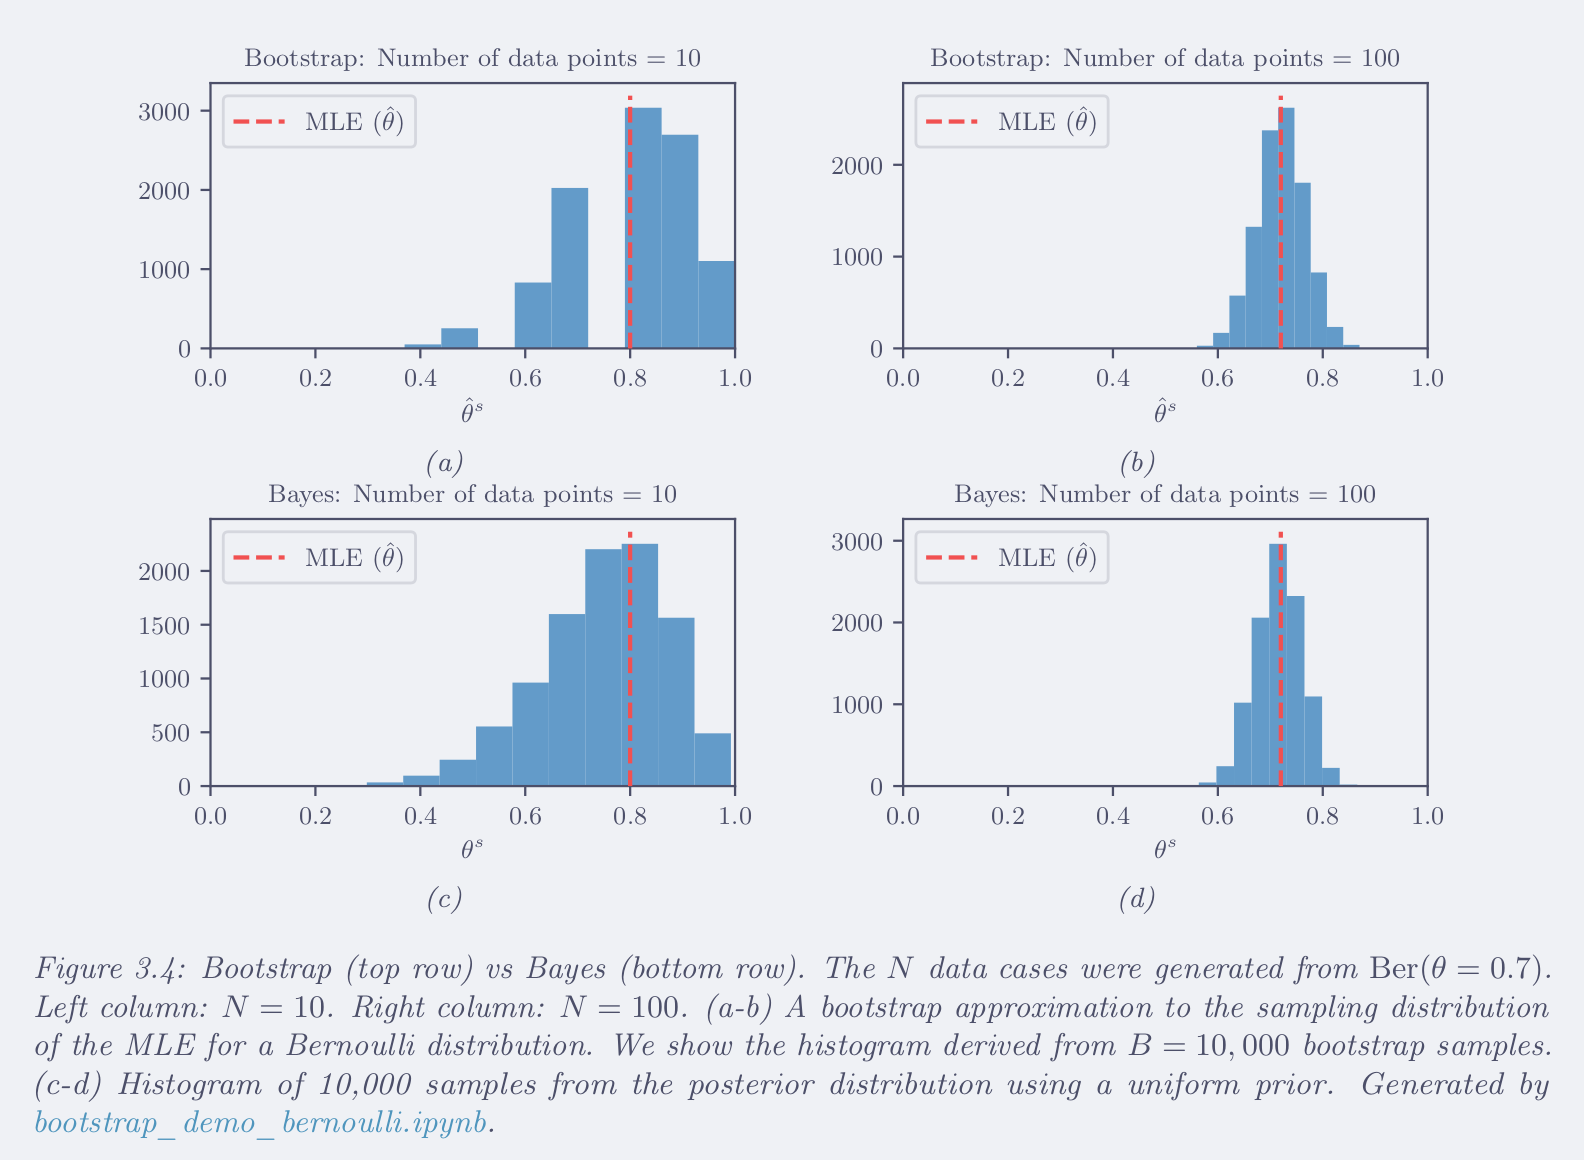 Bootstrap: Number of data points = 10
MLE (θ̂)
3000
2000
1000
0
0.0 0.2 0.4 0.6 0.8 1.0
θ̂ˢ
(a)
Bootstrap: Number of data points = 100
MLE (θ̂)
2000
1000
0
0.0 0.2 0.4 0.6 0.8 1.0
θ̂ˢ
(b)
Bayes: Number of data points = 10
MLE (θ̂)
2000
1500
1000
500
0
0.0 0.2 0.4 0.6 0.8 1.0
θˢ
(c)
Bayes: Number of data points = 100
MLE (θ̂)
3000
2000
1000
0
0.0 0.2 0.4 0.6 0.8 1.0
θˢ
(d)
Figure 3.4: Bootstrap (top row) vs Bayes (bottom row). The N data cases were generated from Ber(θ = 0.7).
Left column: N = 10. Right column: N = 100. (a-b) A bootstrap approximation to the sampling distribution
of the MLE for a Bernoulli distribution. We show the histogram derived from B = 10,000 bootstrap samples.
(c-d) Histogram of 10,000 samples from the posterior distribution using a uniform prior. Generated by
bootstrap_demo_bernoulli.ipynb.